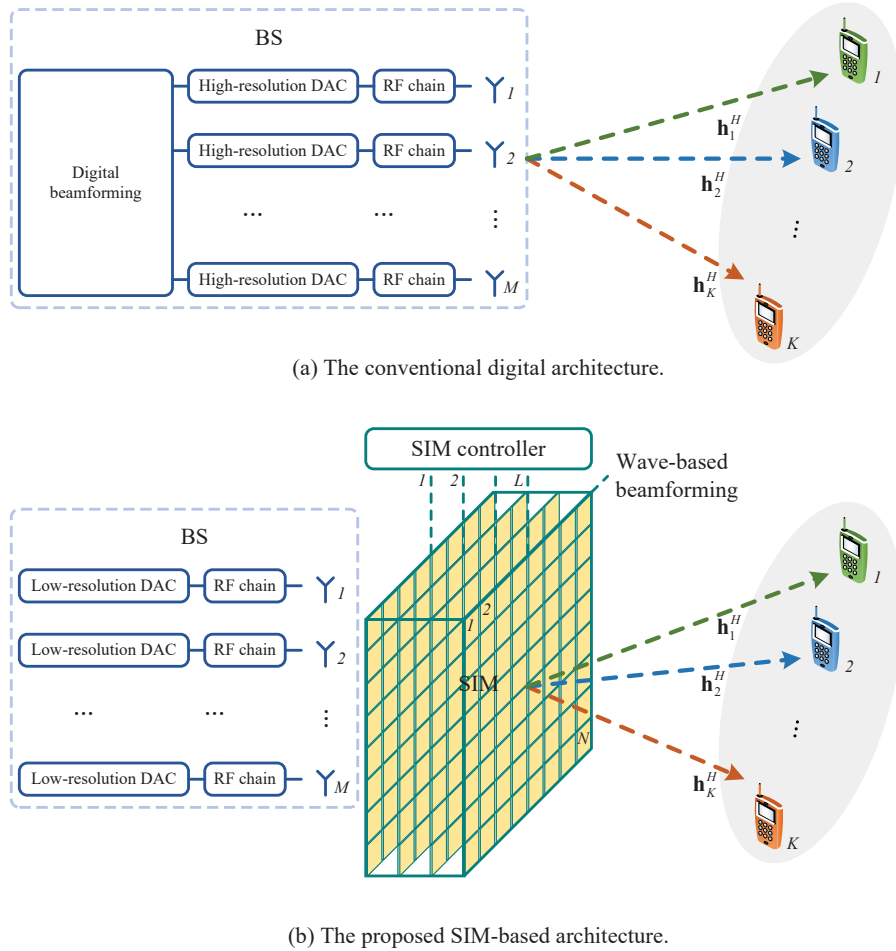 BS
High-resolution DAC RF chain 1
1
𝐡₁ᴴ
High-resolution DAC RF chain 2
Digital
beamforming
𝐡₂ᴴ
2
... ... ⋮
⋮
High-resolution DAC RF chain M
𝐡_Kᴴ
K
(a) The conventional digital architecture.
SIM controller
1 2 L
Wave-based
beamforming
BS
Low-resolution DAC RF chain 1
1 2
1
𝐡₁ᴴ
Low-resolution DAC RF chain 2
2
SIM
𝐡₂ᴴ
... ... ⋮
⋮
N
Low-resolution DAC RF chain M
𝐡_Kᴴ
K
(b) The proposed SIM-based architecture.